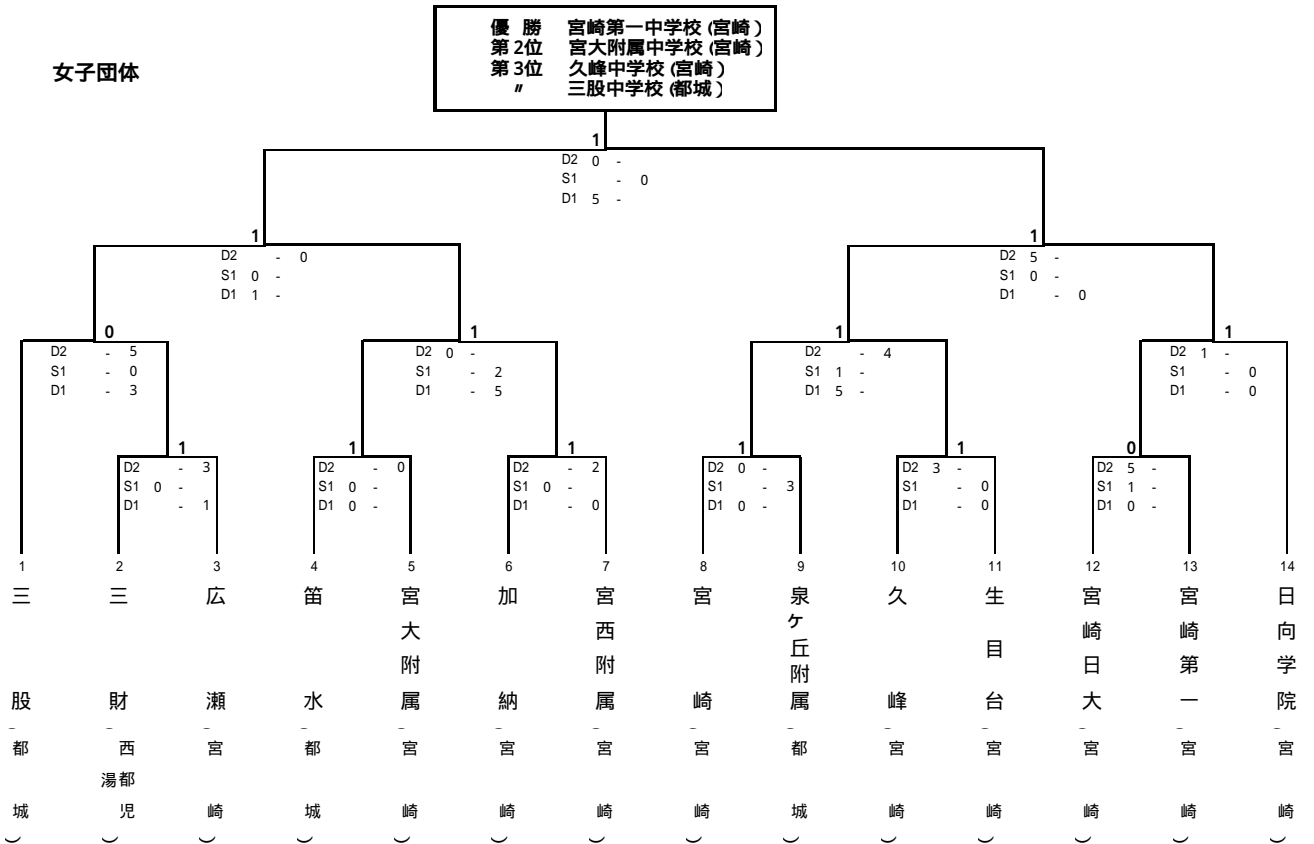 女子団体
優 勝 宮崎第一中学校 (宮崎)
第2位 宮大附属中学校 (宮崎)
第3位 久峰中学校 (宮崎)
〃 三股中学校 (都城)
1
D2 0 -
S1 - 0
D1 5 -
1
D2 - 0
S1 0 -
D1 1 -
1
D2 5 -
S1 0 -
D1 - 0
0
D2 - 5
S1 - 0
D1 - 3
1
D2 0 -
S1 - 2
D1 - 5
1
D2 - 4
S1 1 -
D1 5 -
1
D2 1 -
S1 - 0
D1 - 0
1
D2 - 3
S1 0 -
D1 - 1
1
D2 - 0
S1 0 -
D1 0 -
1
D2 - 2
S1 0 -
D1 - 0
1
D2 0 -
S1 - 3
D1 0 -
1
D2 3 -
S1 - 0
D1 - 0
0
D2 5 -
S1 1 -
D1 0 -
1 三股(都城)
2 三財(西都児湯)
3 広瀬(宮崎)
4 笛水(都城)
5 宮大附属(宮崎)
6 加納(宮崎)
7 宮西附属(宮崎)
8 宮崎(宮崎)
9 泉ケ丘附属(都城)
10 久峰(宮崎)
11 生目台(宮崎)
12 宮崎日大(宮崎)
13 宮崎第一(宮崎)
14 日向学院(宮崎)